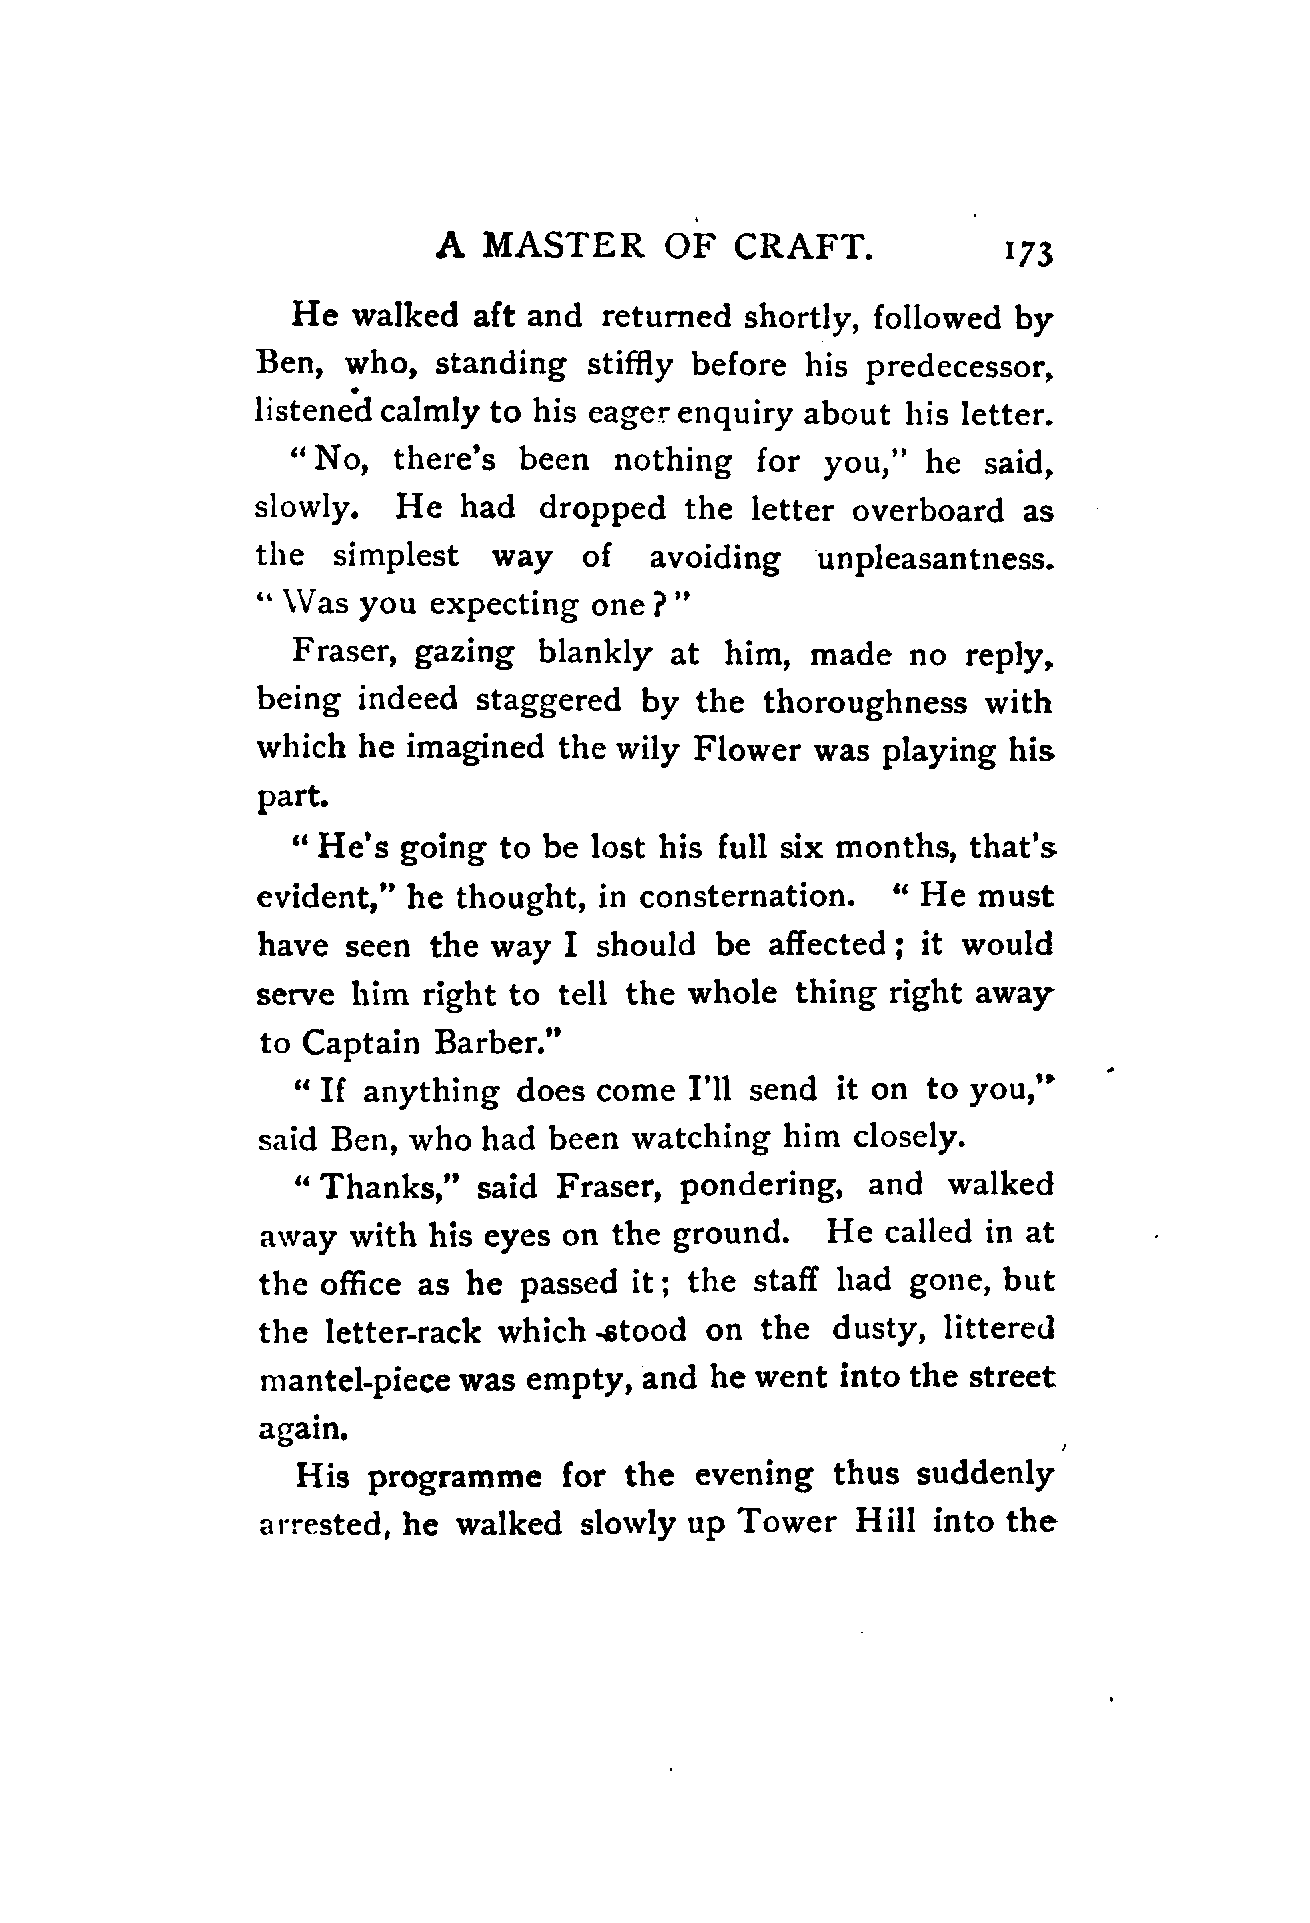 A MASTER OF CRAFT. 173
He walked aft and returned shortly, followed by
Ben, who, standing stiffly before his predecessor,
listened calmly to his eager enquiry about his letter.
“ No, there's been nothing for you,” he said,
slowly. He had dropped the letter overboard as
the simplest way of avoiding unpleasantness.
“ Was you expecting one ? ”
Fraser, gazing blankly at him, made no reply,
being indeed staggered by the thoroughness with
which he imagined the wily Flower was playing his
part.
“ He's going to be lost his full six months, that's
evident,” he thought, in consternation. “ He must
have seen the way I should be affected ; it would
serve him right to tell the whole thing right away
to Captain Barber.”
“ If anything does come I'll send it on to you,”
said Ben, who had been watching him closely.
“ Thanks,” said Fraser, pondering, and walked
away with his eyes on the ground. He called in at
the office as he passed it ; the staff had gone, but
the letter-rack which stood on the dusty, littered
mantel-piece was empty, and he went into the street
again.
His programme for the evening thus suddenly
arrested, he walked slowly up Tower Hill into the